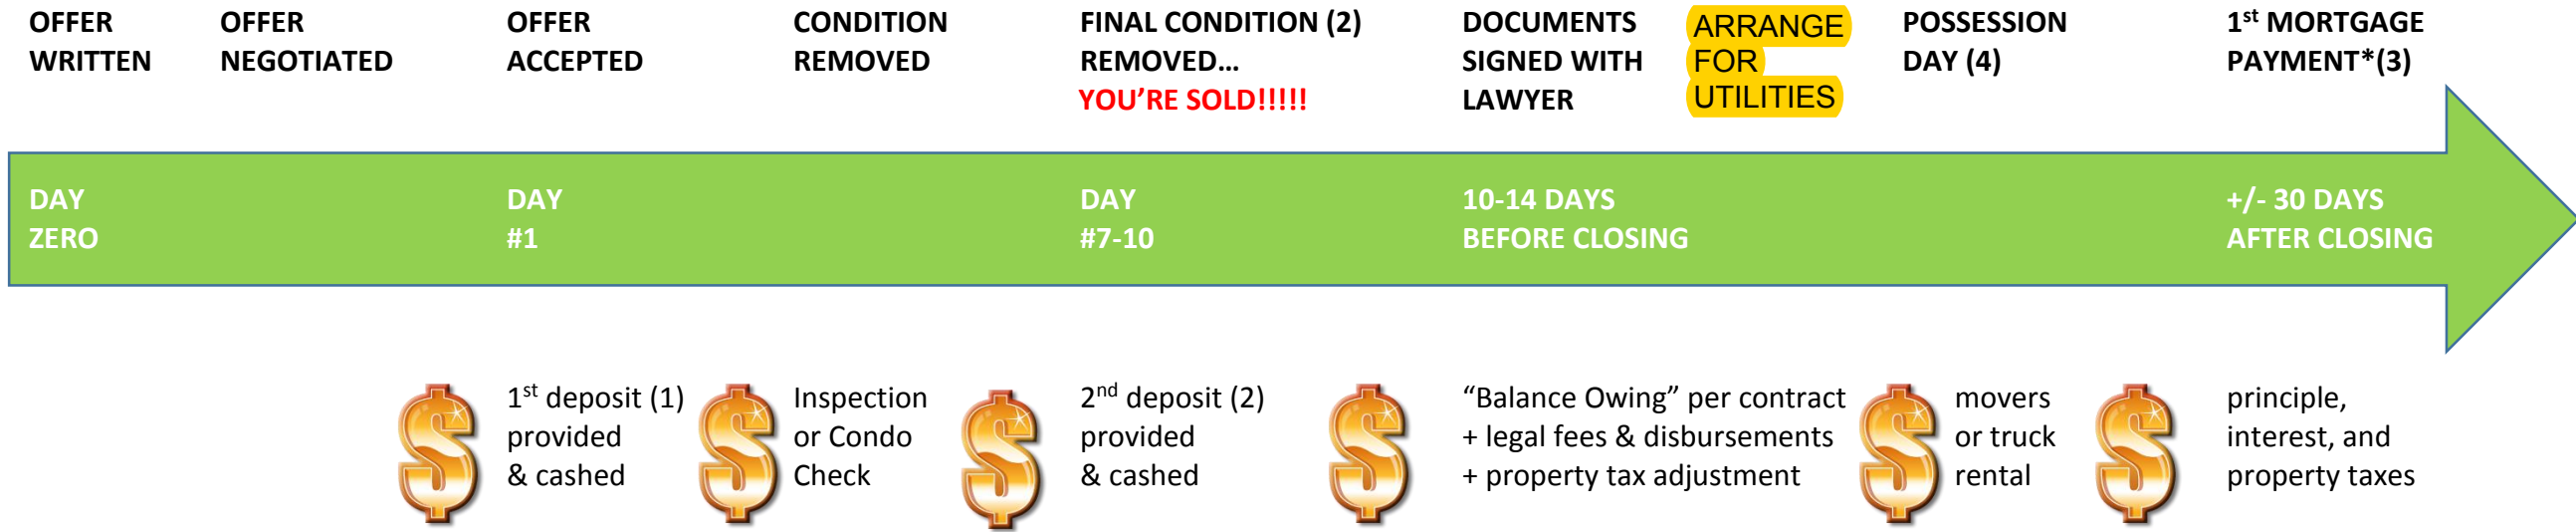 OFFER
WRITTEN
OFFER
NEGOTIATED
OFFER
ACCEPTED
CONDITION
REMOVED
FINAL CONDITION (2)
REMOVED…
YOU’RE SOLD!!!!!
DOCUMENTS
SIGNED WITH
LAWYER
ARRANGE
FOR
UTILITIES
POSSESSION
DAY (4)
1st MORTGAGE
PAYMENT*(3)
DAY
ZERO
DAY
#1
DAY
#7-10
10-14 DAYS
BEFORE CLOSING
+/- 30 DAYS
AFTER CLOSING
1st deposit (1)
provided
& cashed
Inspection
or Condo
Check
2nd deposit (2)
provided
& cashed
“Balance Owing” per contract
+ legal fees & disbursements
+ property tax adjustment
movers
or truck
rental
principle,
interest, and
property taxes